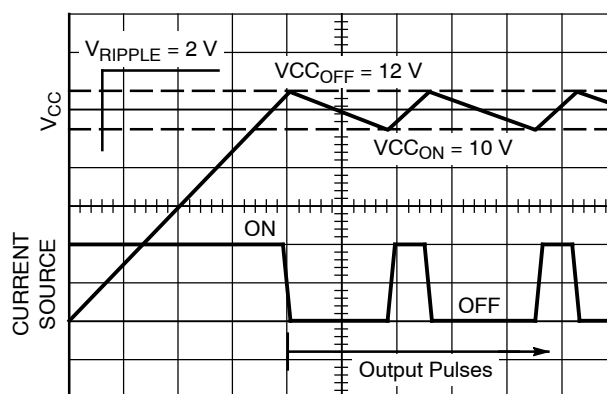 V_RIPPLE = 2 V
VCC_OFF = 12 V
V_CC
VCC_ON = 10 V
ON
CURRENT
SOURCE
OFF
Output Pulses